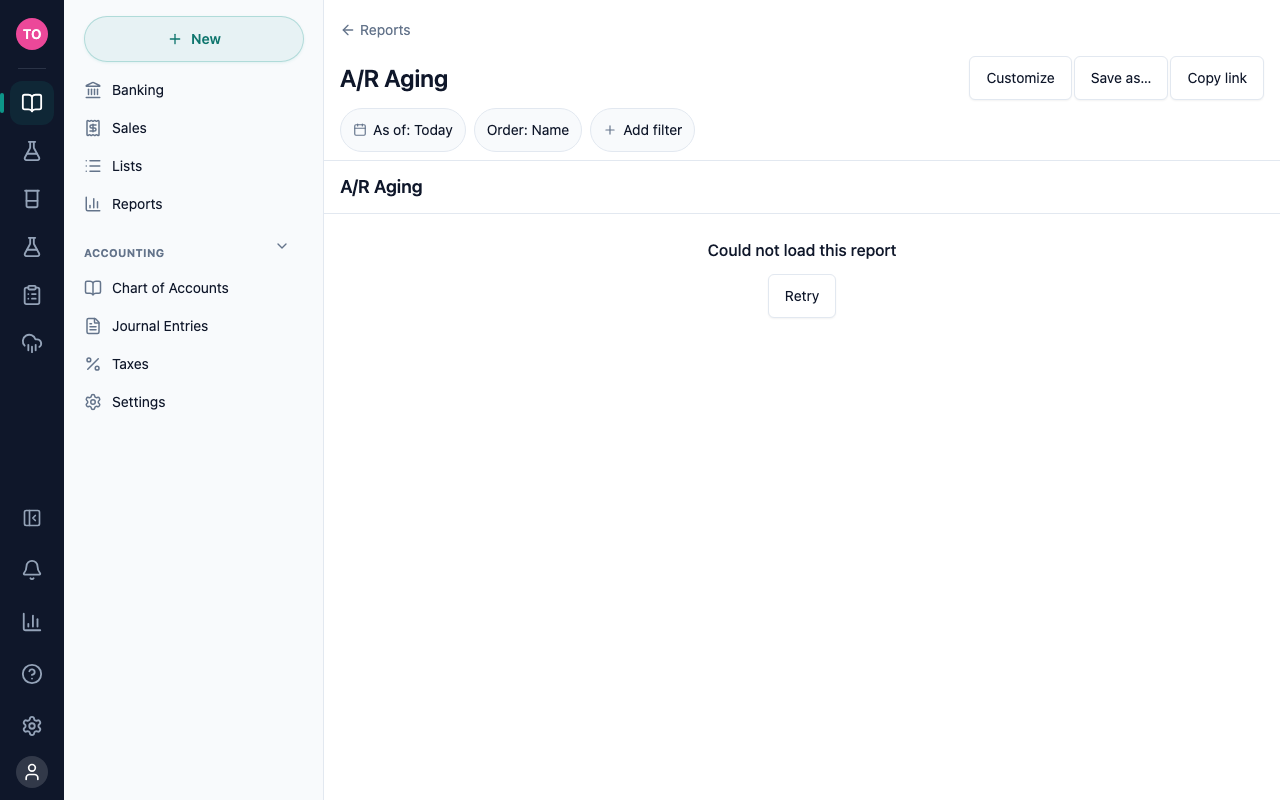 TO
New
Banking
Sales
Lists
Reports
ACCOUNTING
Chart of Accounts
Journal Entries
Taxes
Settings
Reports
A/R Aging
Customize
Save as...
Copy link
As of: Today
Order: Name
Add filter
A/R Aging
Could not load this report
Retry